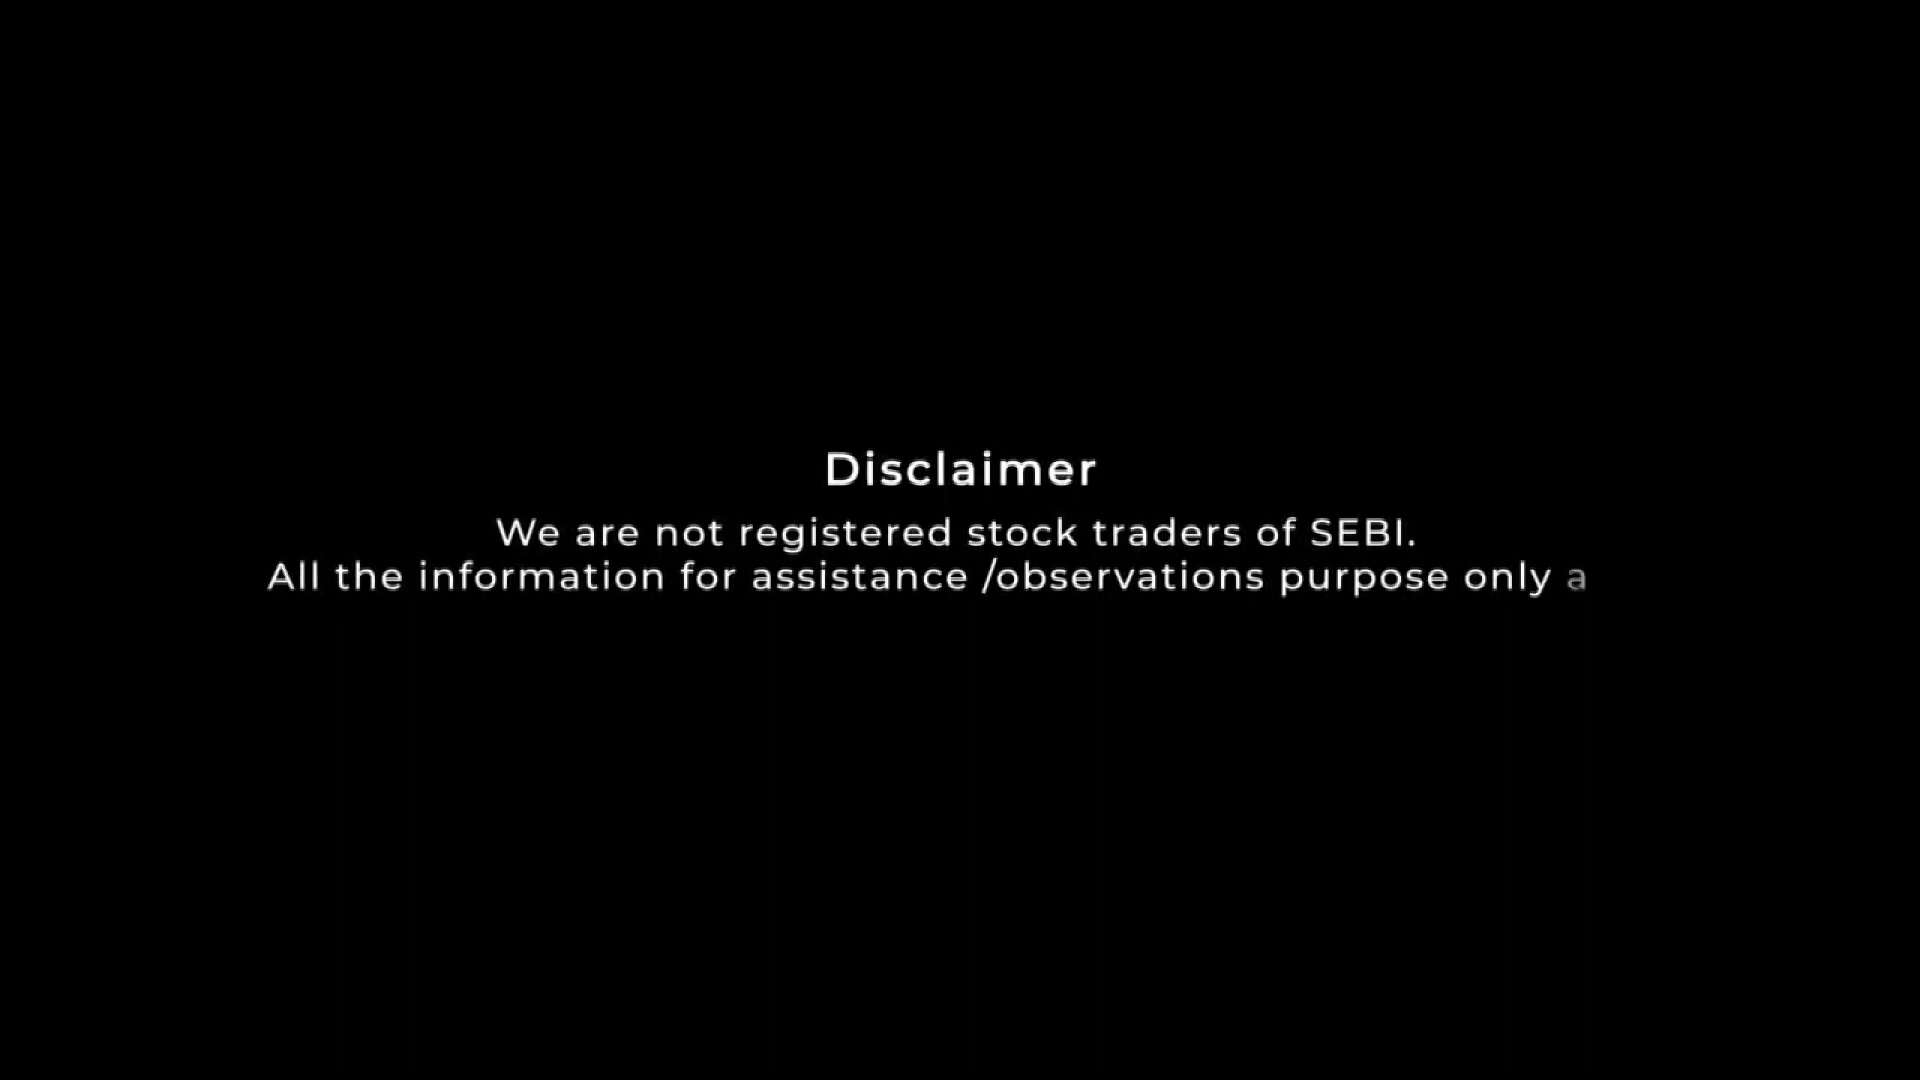 Disclaimer
We are not registered stock traders of SEBI.
All the information for assistance /observations purpose only a